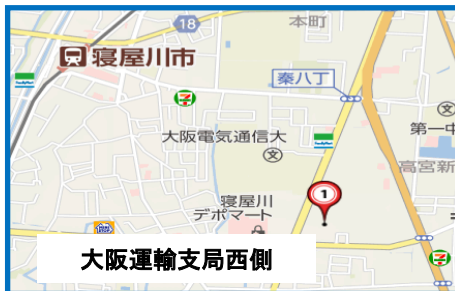 本町
18
寝屋川市
秦八丁
大阪電気通信大
文
文
第一中
高宮新
1
寝屋川
デポマート
大阪運輸支局西側